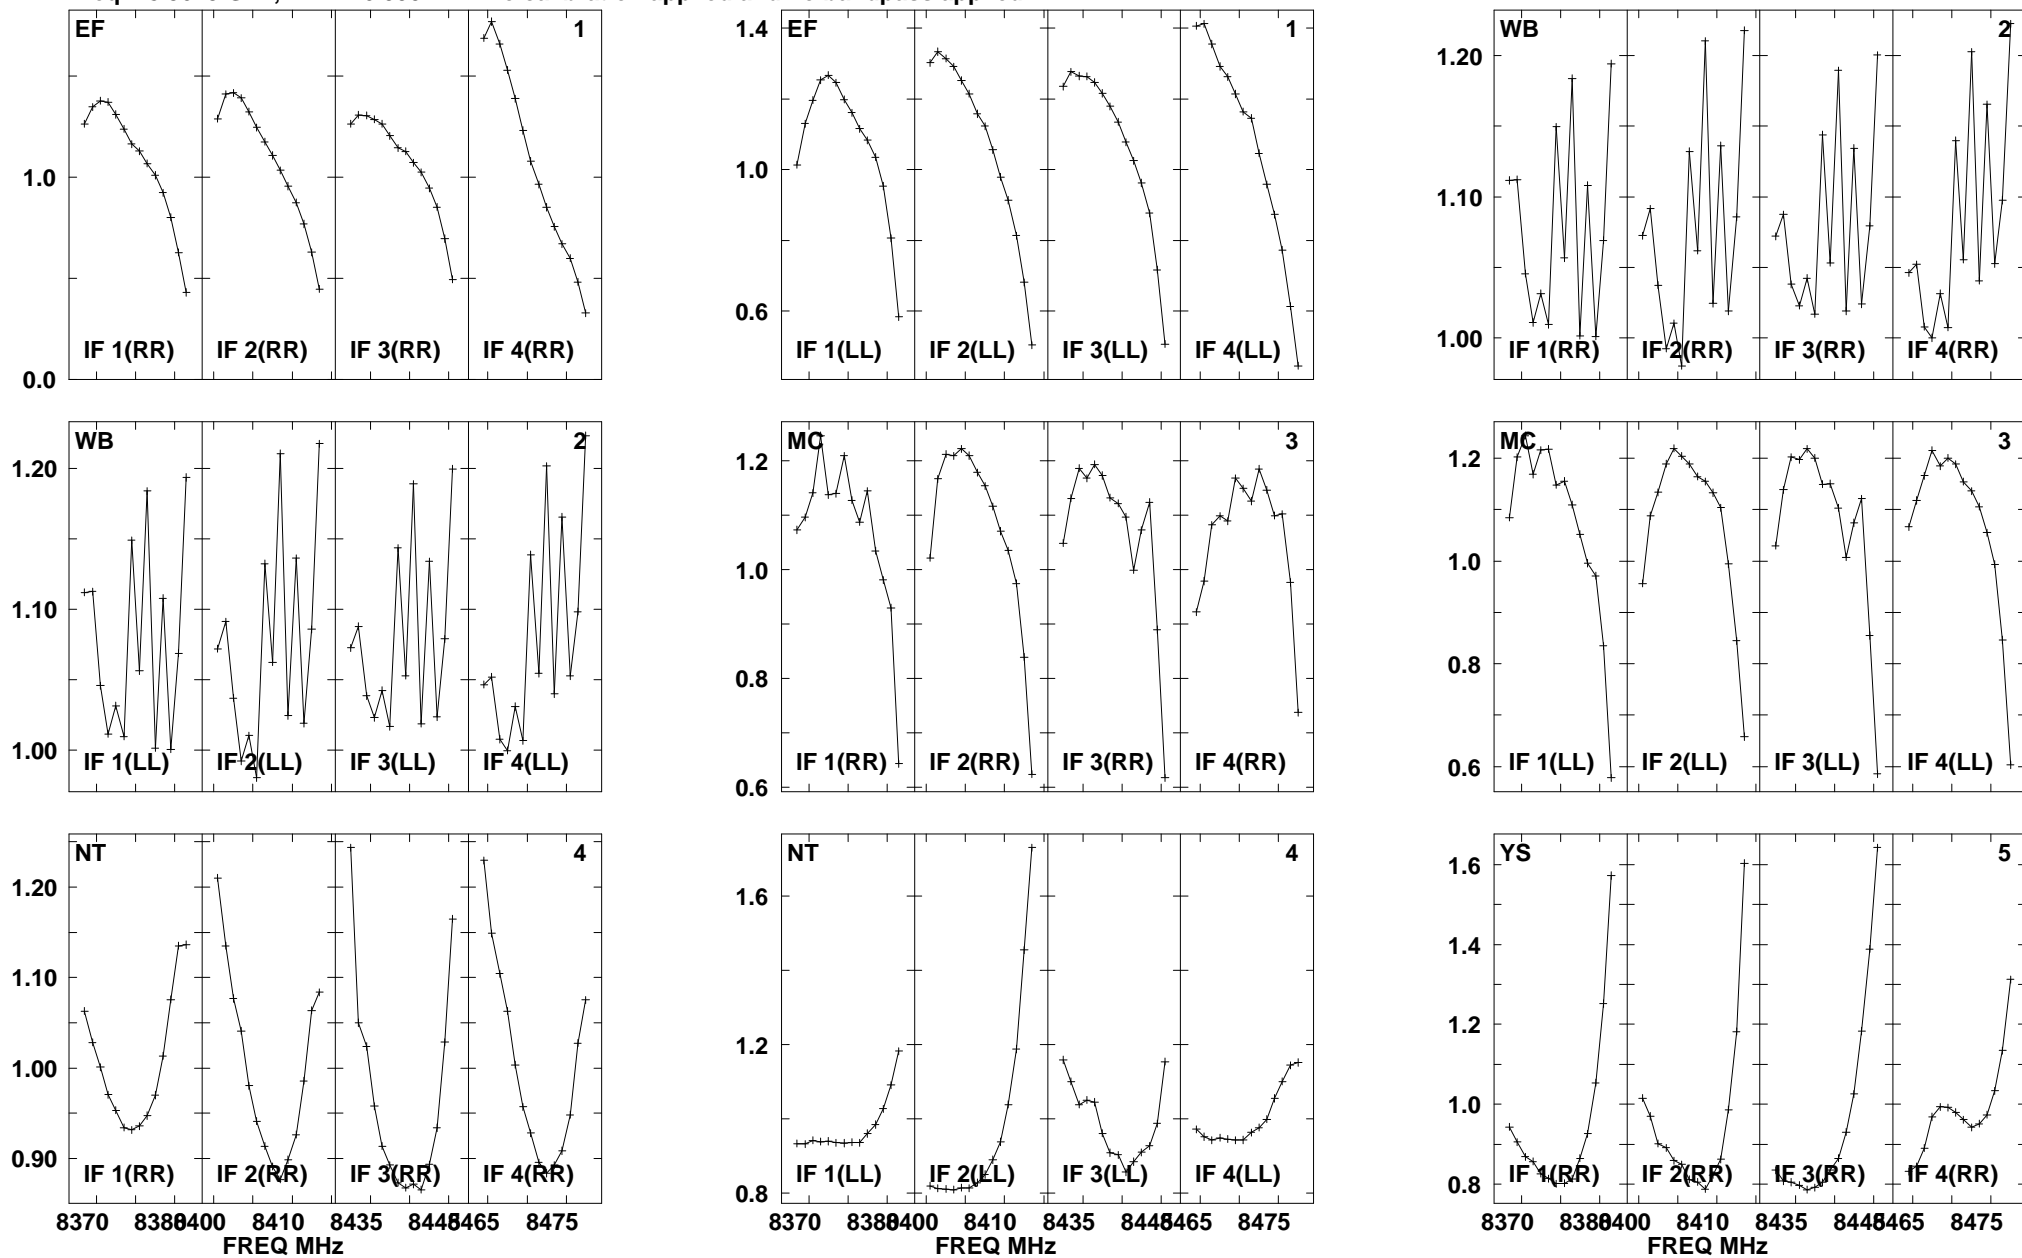 EF 1
1.0
0.0
IF 1(RR) IF 2(RR) IF 3(RR) IF 4(RR)
EF 1
1.4
1.0
0.6
IF 1(LL) IF 2(LL) IF 3(LL) IF 4(LL)
WB 2
1.20
1.10
1.00
IF 1(RR) IF 2(RR) IF 3(RR) IF 4(RR)
WB 2
1.20
1.10
1.00
IF 1(LL) IF 2(LL) IF 3(LL) IF 4(LL)
MC 3
1.2
1.0
0.8
0.6
IF 1(RR) IF 2(RR) IF 3(RR) IF 4(RR)
MC 3
1.2
1.0
0.8
0.6
IF 1(LL) IF 2(LL) IF 3(LL) IF 4(LL)
NT 4
1.20
1.10
1.00
0.90
IF 1(RR) IF 2(RR) IF 3(RR) IF 4(RR)
8370 8380 8400 8410 8435 8445 8465 8475
FREQ MHz
NT 4
1.6
1.2
0.8
IF 1(LL) IF 2(LL) IF 3(LL) IF 4(LL)
8370 8380 8400 8410 8435 8445 8465 8475
FREQ MHz
YS 5
1.6
1.4
1.2
1.0
0.8
IF 1(RR) IF 2(RR) IF 3(RR) IF 4(RR)
8370 8380 8400 8410 8435 8445 8465 8475
FREQ MHz